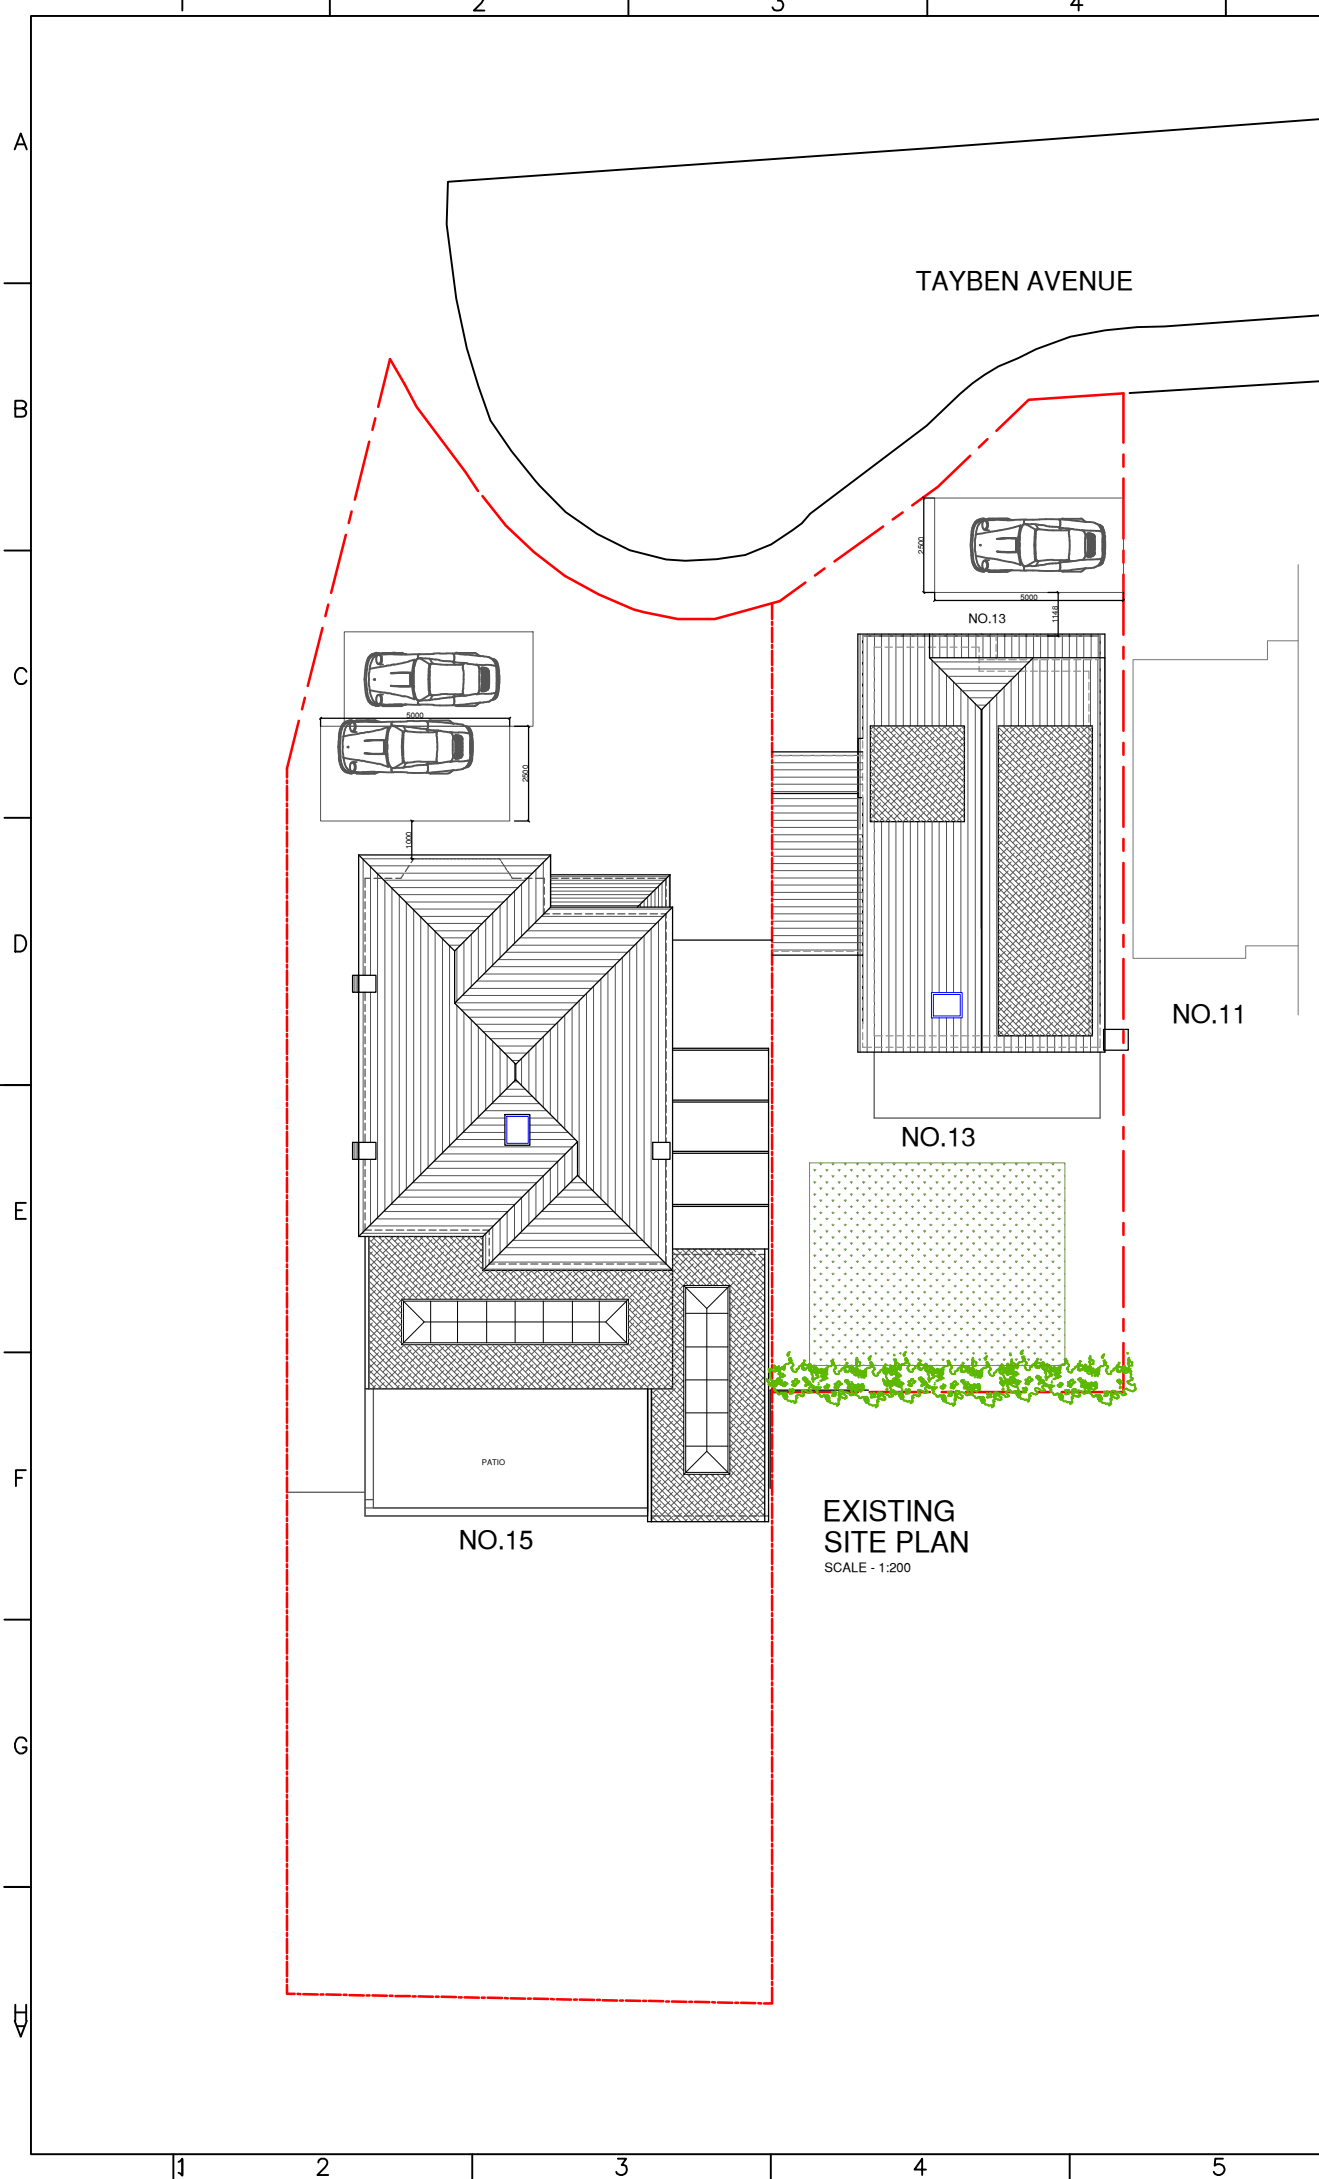 1
2
3
4
A
TAYBEN AVENUE
B
2500
5000
1148
NO.13
C
5000
2500
1000
D
NO.11
NO.13
E
PATIO
F
NO.15
EXISTING
SITE PLAN
SCALE - 1:200
G
H
A
1
2
3
4
5